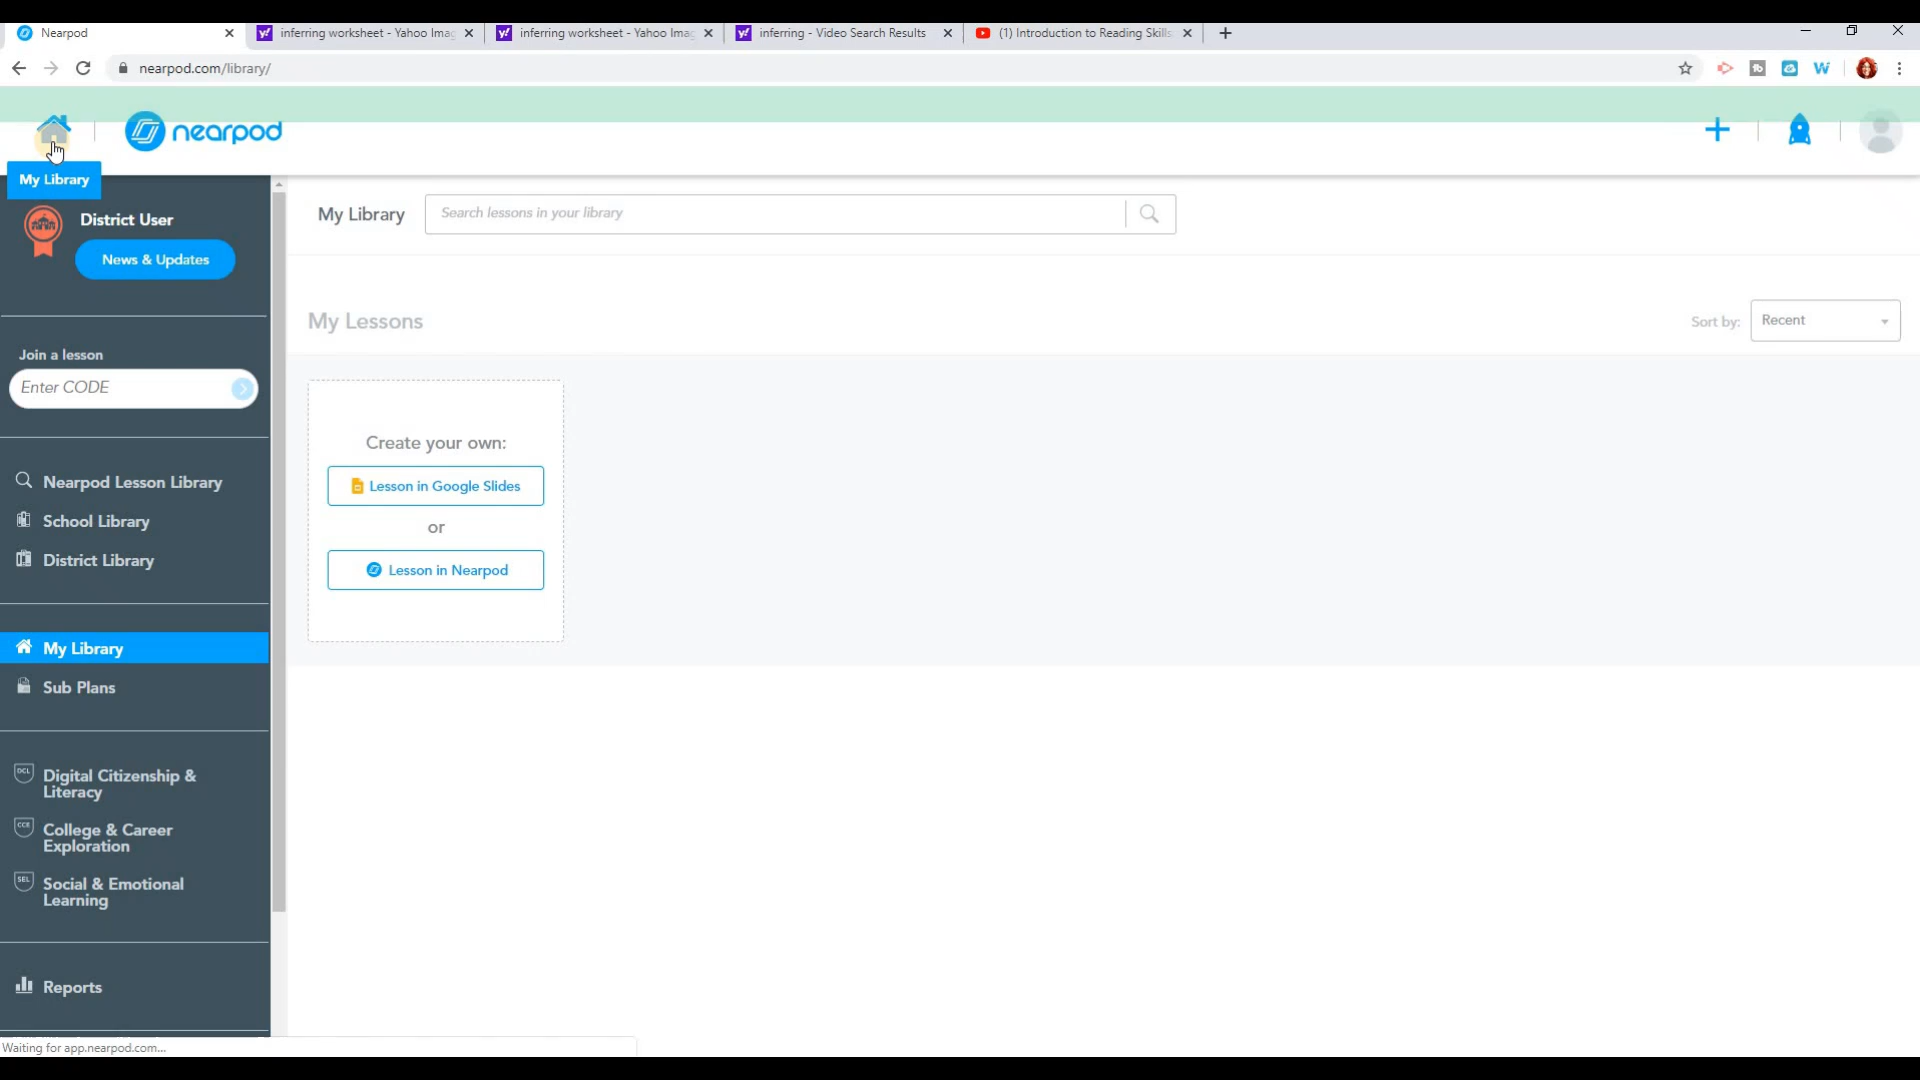 Nearpod
inferring worksheet - Yahoo Imag
inferring worksheet - Yahoo Imag
inferring - Video Search Results
(1) Introduction to Reading Skills
nearpod.com/library/
nearpod
My Library
District User
News & Updates
Join a lesson
Enter CODE
Nearpod Lesson Library
School Library
District Library
My Library
Sub Plans
DCL
Digital Citizenship &
Literacy
CCE
College & Career
Exploration
SEL
Social & Emotional
Learning
Reports
Waiting for app.nearpod.com...
My Library
Search lessons in your library
My Lessons
Sort by:
Recent
Create your own:
Lesson in Google Slides
or
Lesson in Nearpod